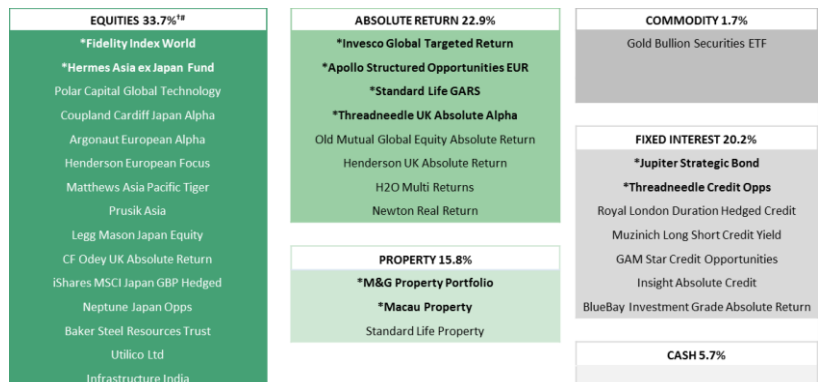 EQUITIES 33.7%†#
*Fidelity Index World
*Hermes Asia ex Japan Fund
Polar Capital Global Technology
Coupland Cardiff Japan Alpha
Argonaut European Alpha
Henderson European Focus
Matthews Asia Pacific Tiger
Prusik Asia
Legg Mason Japan Equity
CF Odey UK Absolute Return
iShares MSCI Japan GBP Hedged
Neptune Japan Opps
Baker Steel Resources Trust
Utilico Ltd
Infrastructure India
ABSOLUTE RETURN 22.9%
*Invesco Global Targeted Return
*Apollo Structured Opportunities EUR
*Standard Life GARS
*Threadneedle UK Absolute Alpha
Old Mutual Global Equity Absolute Return
Henderson UK Absolute Return
H2O Multi Returns
Newton Real Return
PROPERTY 15.8%
*M&G Property Portfolio
*Macau Property
Standard Life Property
COMMODITY 1.7%
Gold Bullion Securities ETF
FIXED INTEREST 20.2%
*Jupiter Strategic Bond
*Threadneedle Credit Opps
Royal London Duration Hedged Credit
Muzinich Long Short Credit Yield
GAM Star Credit Opportunities
Insight Absolute Credit
BlueBay Investment Grade Absolute Return
CASH 5.7%